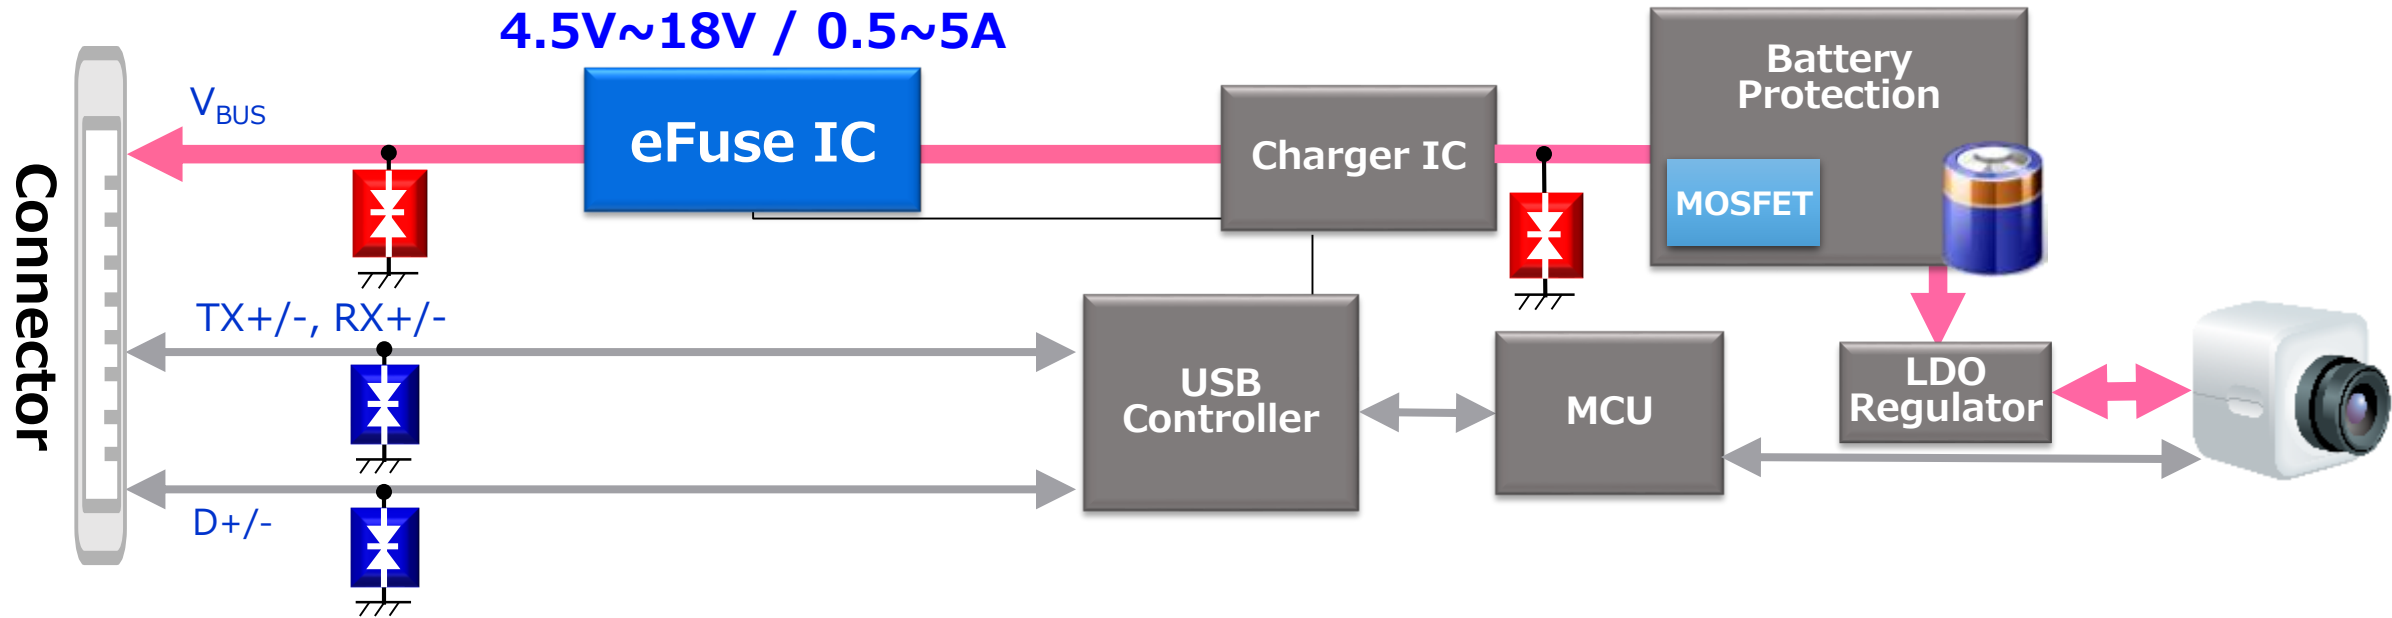 4.5V~18V / 0.5~5A
Connector
VBUS
eFuse IC
Charger IC
Battery
Protection
MOSFET
TX+/-, RX+/-
USB
Controller
MCU
LDO
Regulator
D+/-